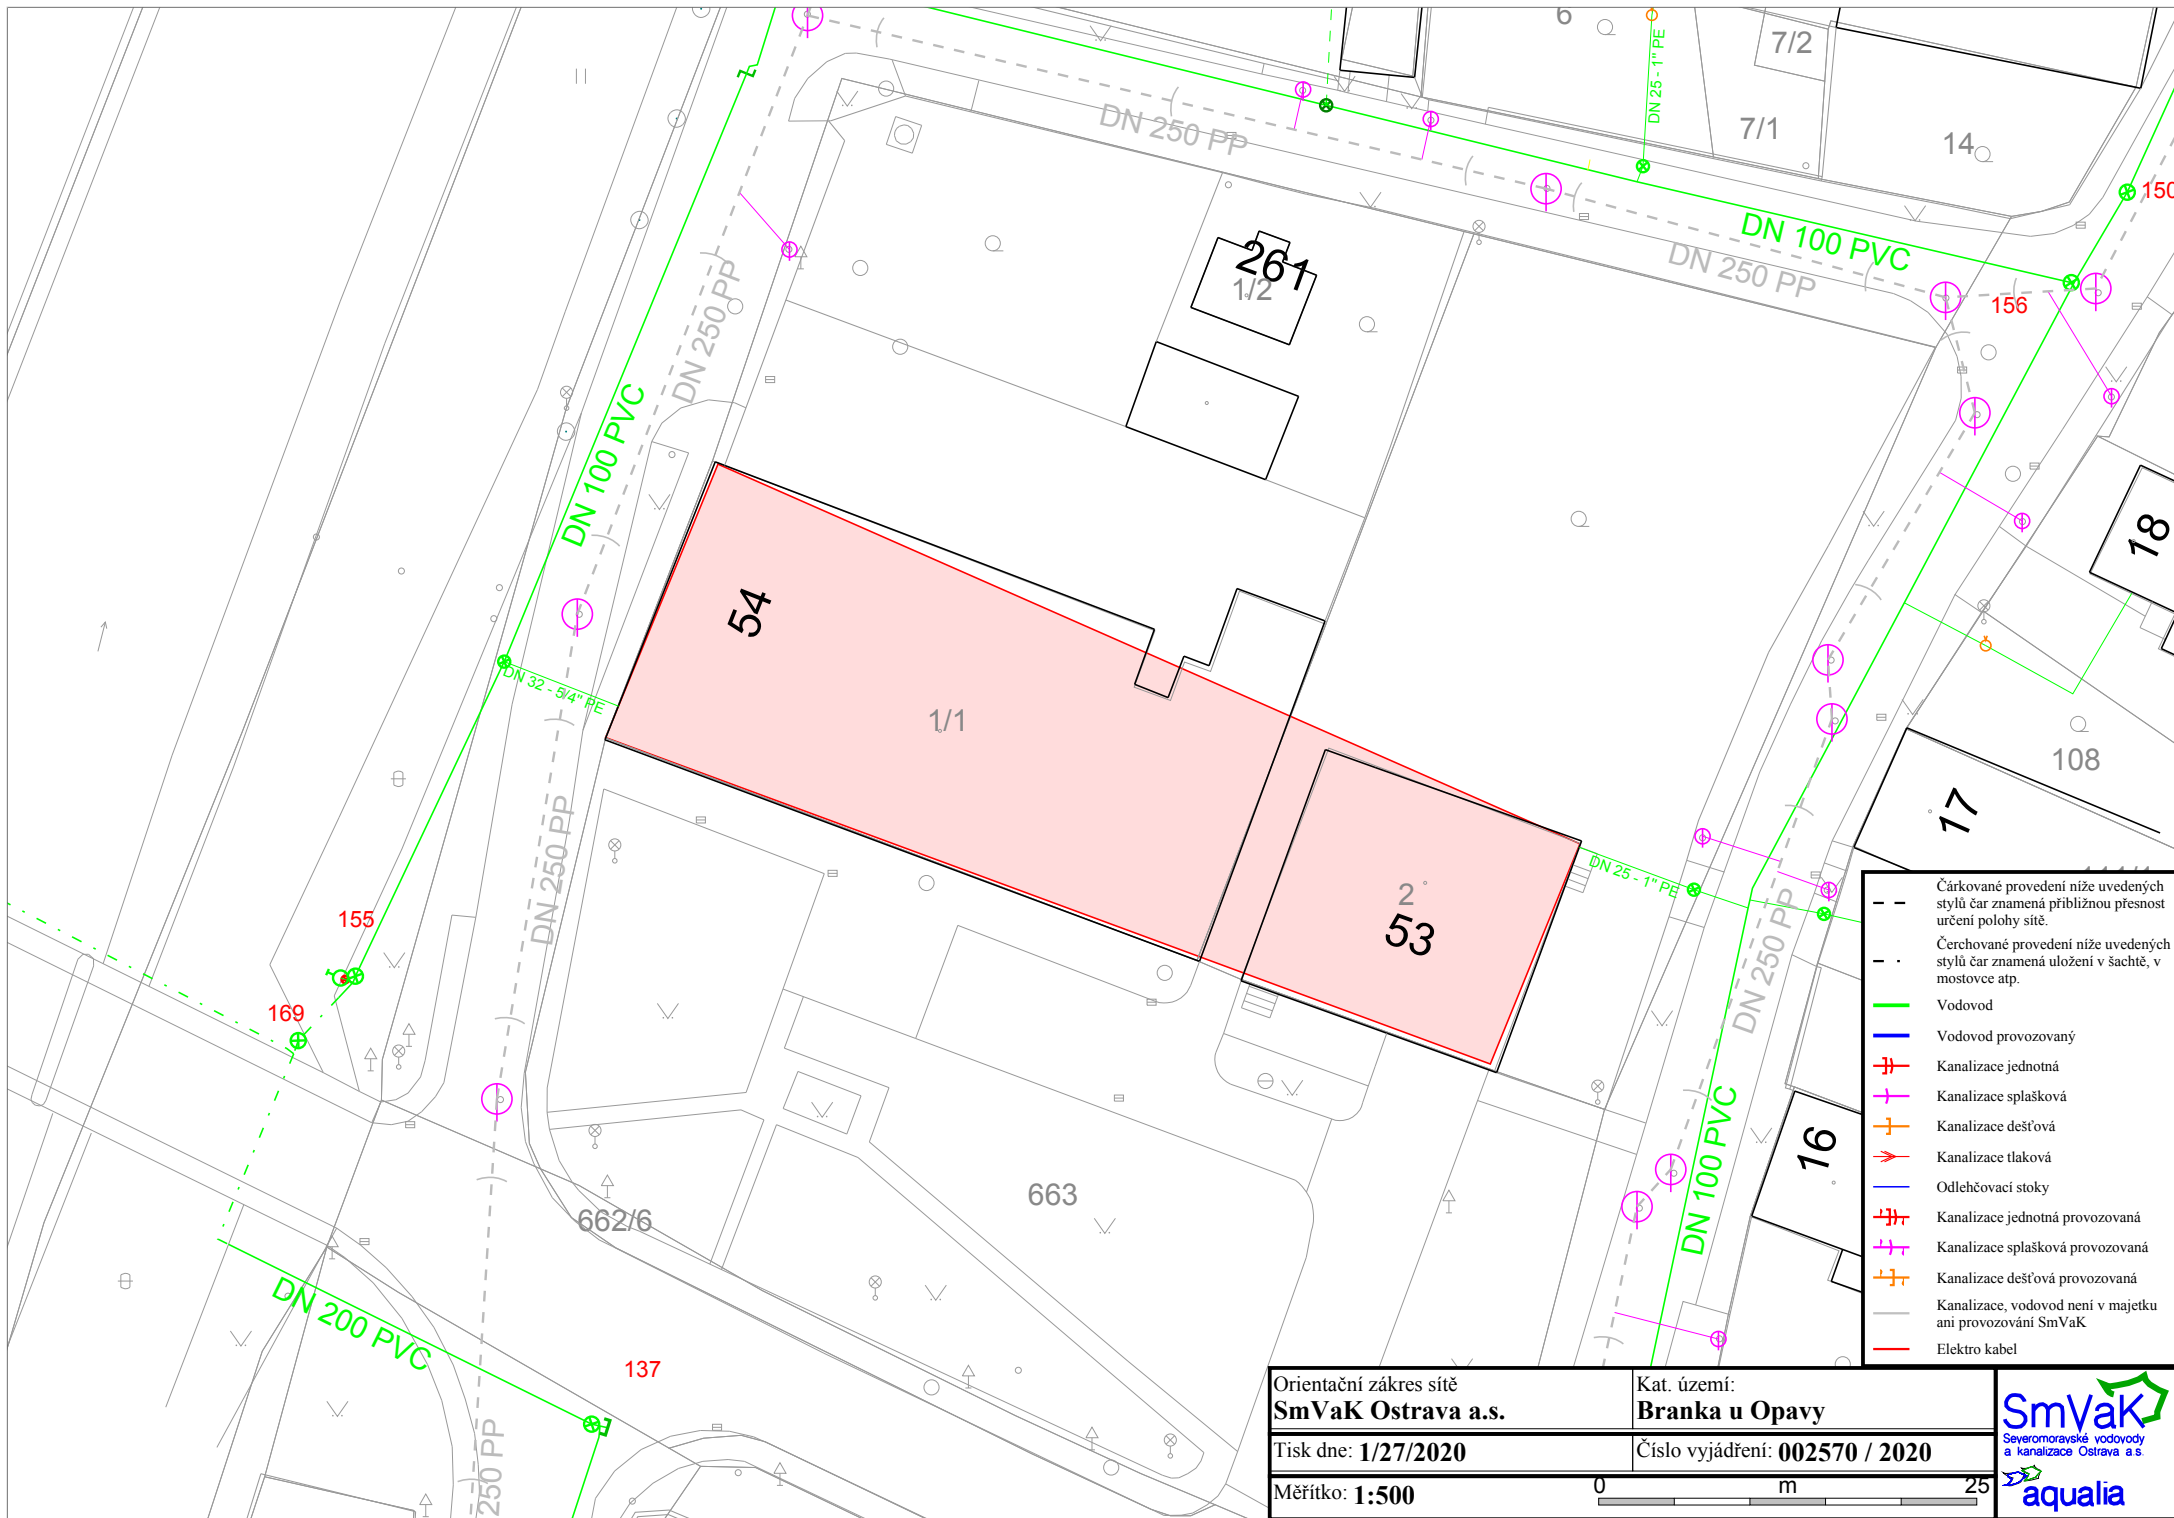 6
7/2
DN 25 - 1" PE
DN 250 PP
7/1
14
150
DN 100 PVC
DN 250 PP
261
1/2
156
DN 250 PP
DN 100 PVC
18
54
DN 32 - 5/4" PE
1/1
108
17
DN 250 PP
DN 25 - 1" PE
2
53
DN 250 PP
155
169
DN 100 PVC
16
663
662/6
DN 200 PVC
137
250 PP
Čárkované provedení níže uvedených
stylů čar znamená přibližnou přesnost
určení polohy sítě.
Čerchované provedení níže uvedených
stylů čar znamená uložení v šachtě, v
mostovce atp.
Vodovod
Vodovod provozovaný
Kanalizace jednotná
Kanalizace splašková
Kanalizace dešťová
Kanalizace tlaková
Odlehčovací stoky
Kanalizace jednotná provozovaná
Kanalizace splašková provozovaná
Kanalizace dešťová provozovaná
Kanalizace, vodovod není v majetku
ani provozování SmVaK
Elektro kabel
Orientační zákres sítě
SmVaK Ostrava a.s.
Kat. území:
Branka u Opavy
Tisk dne: 1/27/2020
Číslo vyjádření: 002570 / 2020
Měřítko: 1:500
0 m 25
SmVaK
Severomoravské vodovody
a kanalizace Ostrava a.s.
aqualia